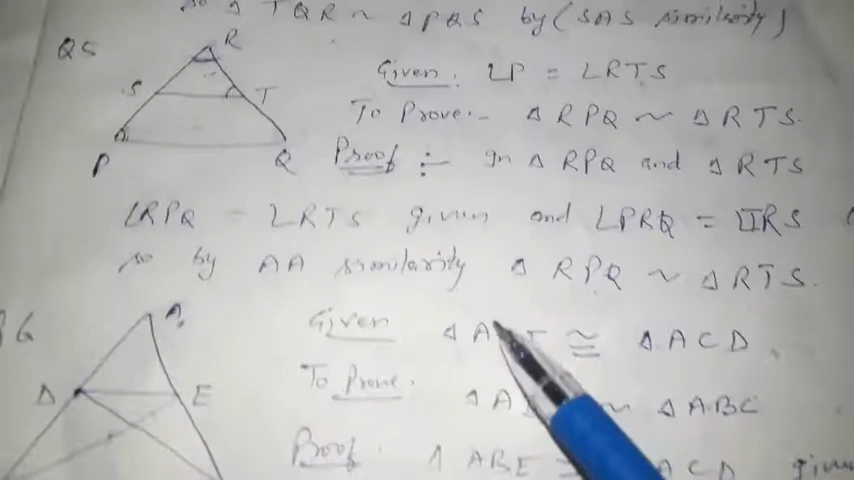 Δ TQR ~ Δ PQS by (SAS similarity)
Q5
R
S T
P Q
Given: ∠P = ∠RTS
To Prove:- Δ RPQ ~ Δ RTS.
Proof :- In Δ RPQ and Δ RTS
∠RPQ = ∠RTS given and ∠PRQ = ∠TRS
so by AA similarity Δ RPQ ~ Δ RTS.
A
D E
Given Δ A ≅ Δ ACD
To Prove. Δ A ~ Δ ABC
Proof. Δ ABE ACD given